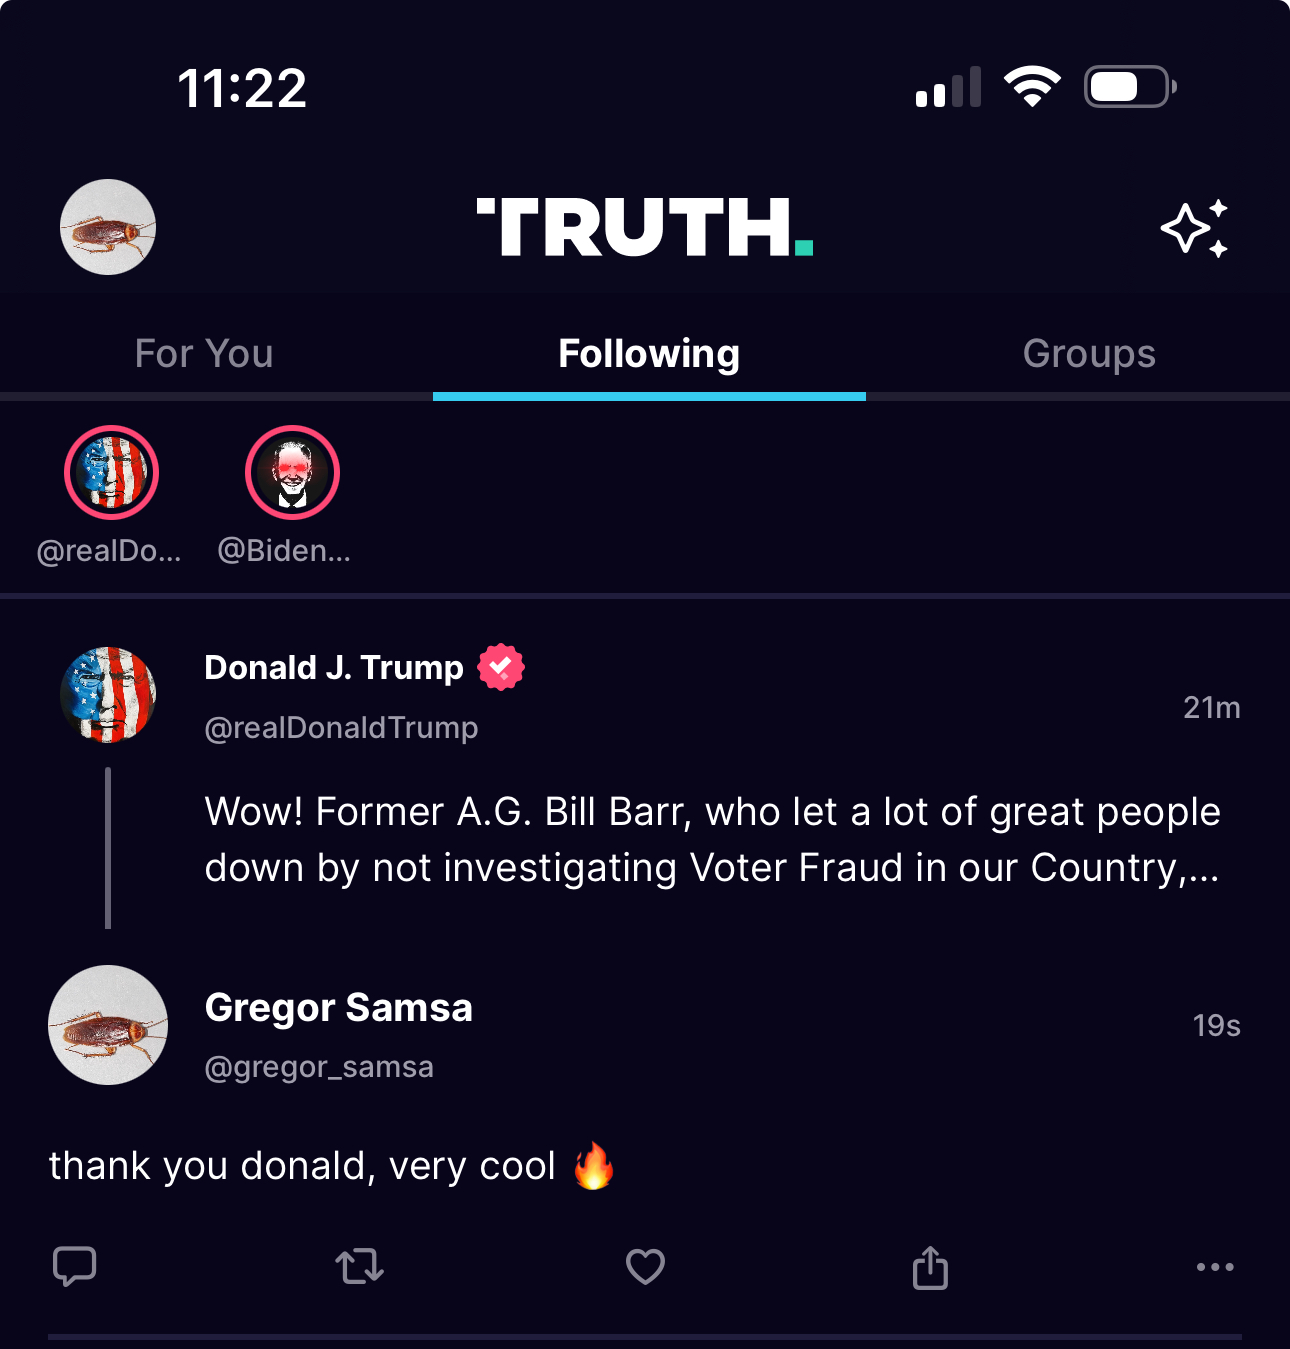 11:22
TRUTH.
For You
Following
Groups
@realDo...
@Biden...
Donald J. Trump
@realDonaldTrump
21m
Wow! Former A.G. Bill Barr, who let a lot of great people
down by not investigating Voter Fraud in our Country,...
Gregor Samsa
@gregor_samsa
19s
thank you donald, very cool 🔥